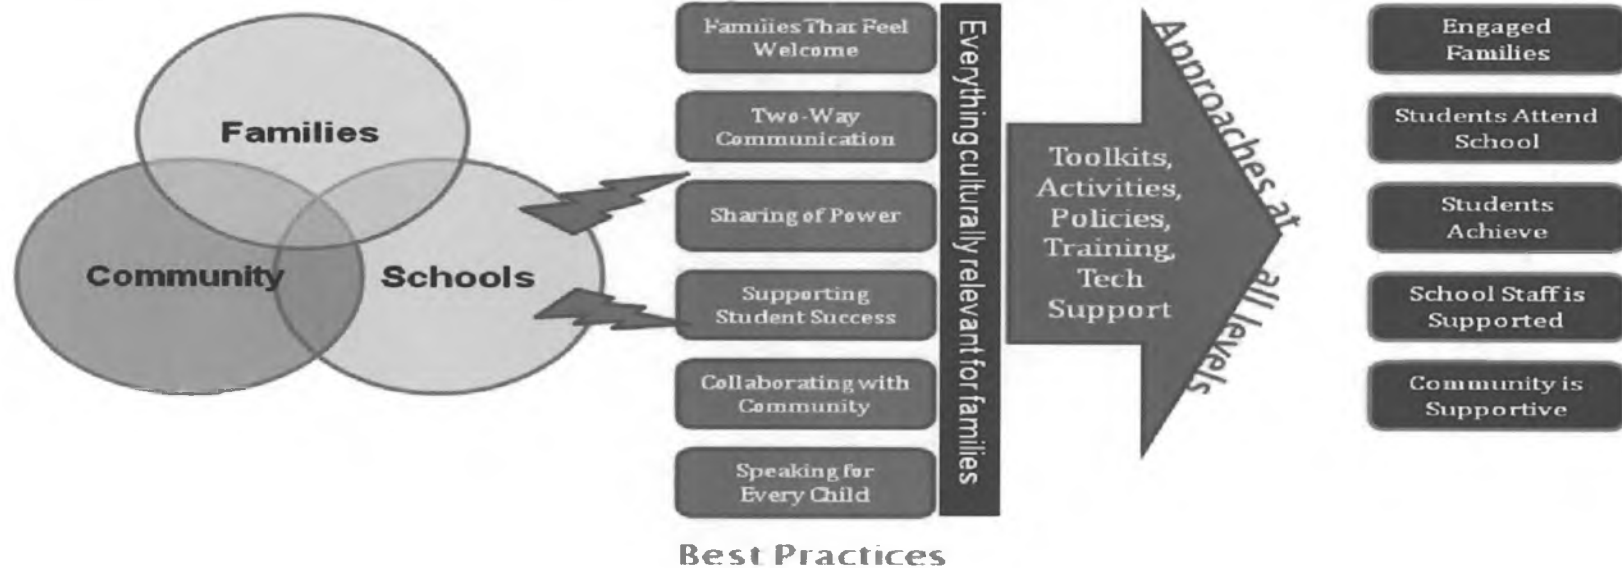 Families
Community
Schools
Families That Feel
Welcome
Two-Way
Communication
Sharing of Power
Supporting
Student Success
Collaborating with
Community
Speaking for
Every Child
Best Practices
Everything culturally relevant for families
Toolkits,
Activities,
Policies,
Training,
Tech
Support
Approaches at all levels
Engaged
Families
Students Attend
School
Students
Achieve
School Staff is
Supported
Community is
Supportive